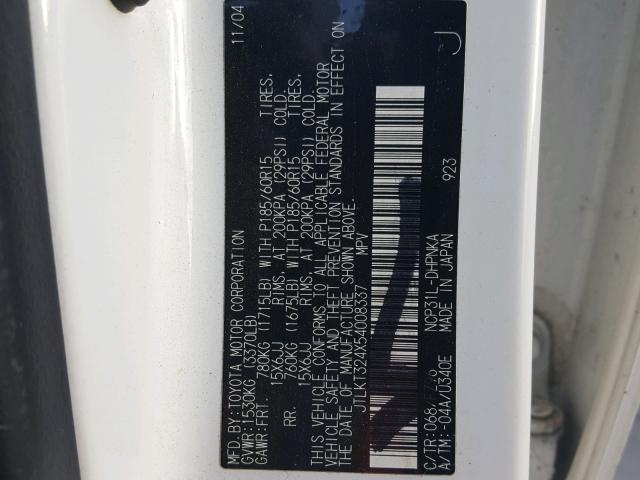 MFD.BY:TOYOTA MOTOR CORPORATION 11/04
GVWR:1530KG (3370LB)
GAWR:FRT. 780KG (1715LB) WITH P185/60R15 TIRES,
15X6JJ RIMS, AT 200KPA (29PSI) COLD.
RR. 760KG (1675LB) WITH P185/60R15 TIRES,
15X6JJ RIMS, AT 200KPA (29PSI) COLD.
THIS VEHICLE CONFORMS TO ALL APPLICABLE FEDERAL MOTOR
VEHICLE SAFETY AND THEFT PREVENTION STANDARDS IN EFFECT ON
THE DATE OF MANUFACTURE SHOWN ABOVE.
JTLKT324X54008337 MPV
C/TR:068 NCP31L-DHPNKA 923 J
A/TM:-04A/U340E MADE IN JAPAN